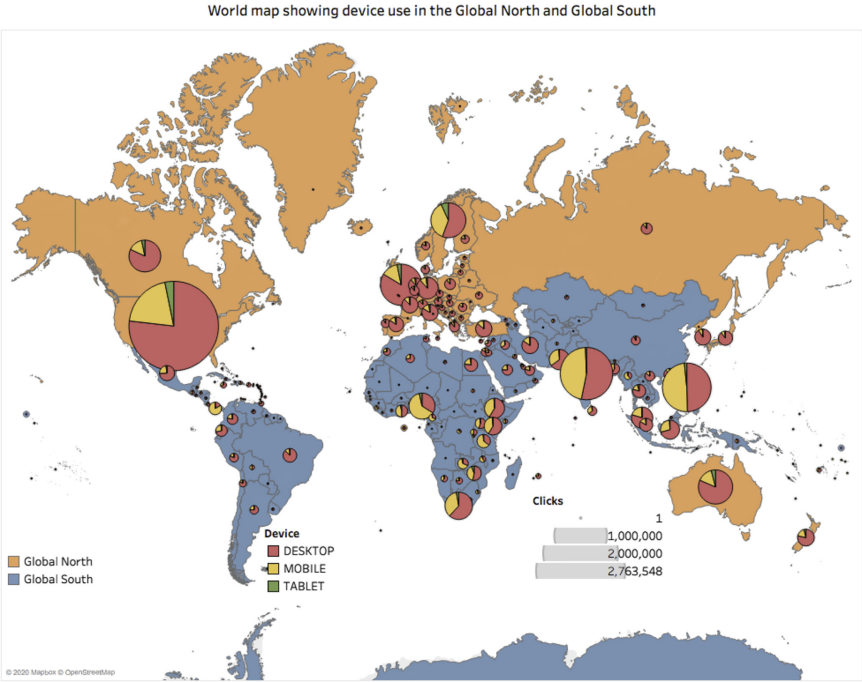 World map showing device use in the Global North and Global South
Clicks
1
1,000,000
2,000,000
2,763,548
Device
DESKTOP
MOBILE
TABLET
Global North
Global South
© 2020 Mapbox © OpenStreetMap